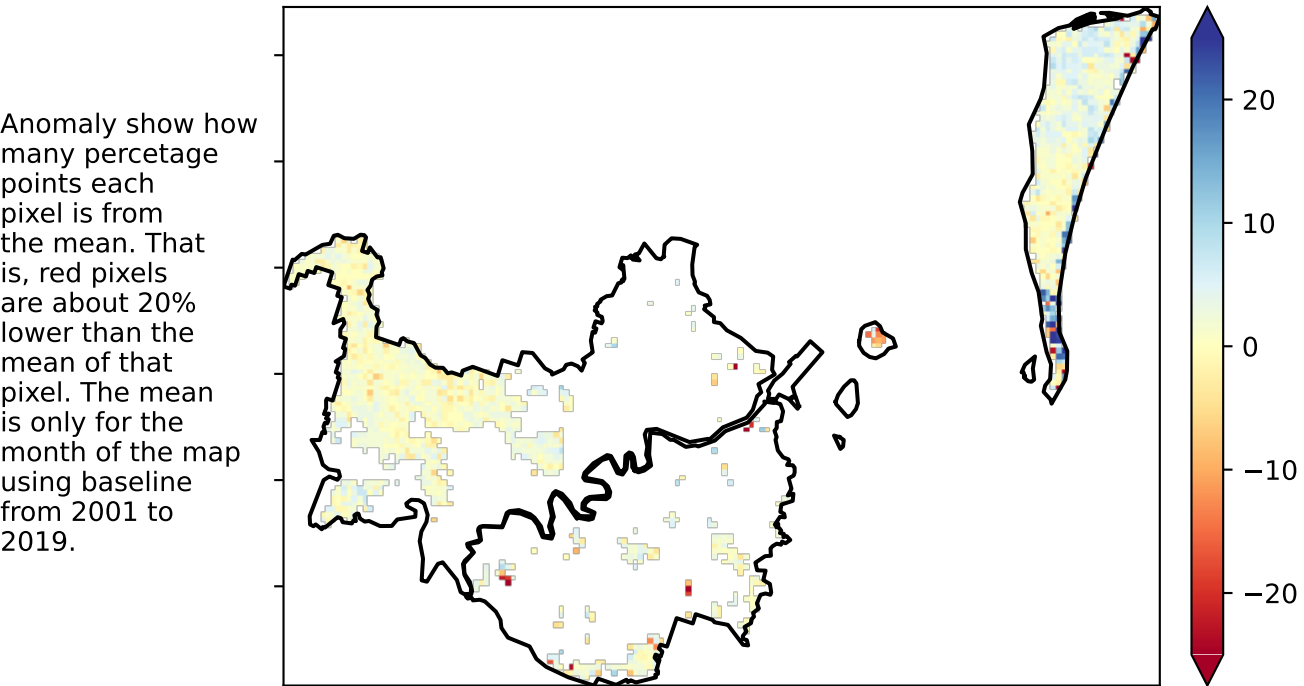 Anomaly show how
many percetage
points each
pixel is from
the mean. That
is, red pixels
are about 20%
lower than the
mean of that
pixel. The mean
is only for the
month of the map
using baseline
from 2001 to
2019.
20
10
0
−10
−20